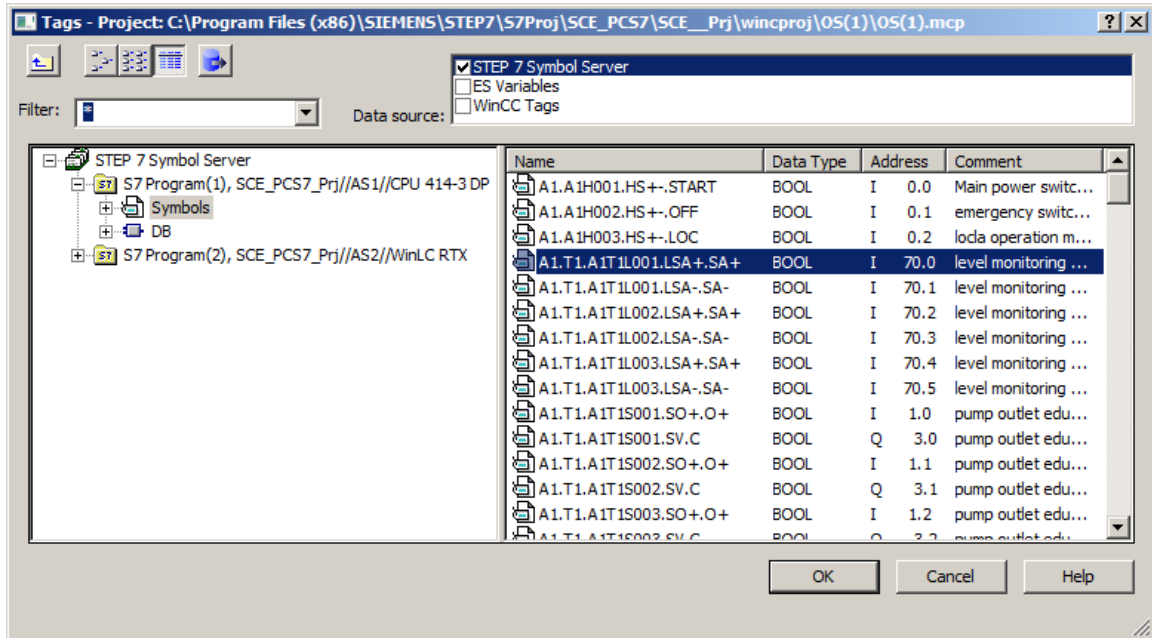 Tags - Project: C:\Program Files (x86)\SIEMENS\STEP7\S7Proj\SCE_PCS7\SCE__Prj\wincproj\OS(1)\OS(1).mcp
STEP 7 Symbol Server
ES Variables
WinCC Tags
Filter: *
Data source:
STEP 7 Symbol Server
S7 Program(1), SCE_PCS7_Prj//AS1//CPU 414-3 DP
Symbols
DB
S7 Program(2), SCE_PCS7_Prj//AS2//WinLC RTX
Name Data Type Address Comment
A1.A1H001.HS+-.START BOOL I 0.0 Main power switc...
A1.A1H002.HS+-.OFF BOOL I 0.1 emergency switc...
A1.A1H003.HS+-.LOC BOOL I 0.2 locla operation m...
A1.T1.A1T1L001.LSA+.SA+ BOOL I 70.0 level monitoring ...
A1.T1.A1T1L001.LSA-.SA- BOOL I 70.1 level monitoring ...
A1.T1.A1T1L002.LSA+.SA+ BOOL I 70.2 level monitoring ...
A1.T1.A1T1L002.LSA-.SA- BOOL I 70.3 level monitoring ...
A1.T1.A1T1L003.LSA+.SA+ BOOL I 70.4 level monitoring ...
A1.T1.A1T1L003.LSA-.SA- BOOL I 70.5 level monitoring ...
A1.T1.A1T1S001.SO+.O+ BOOL I 1.0 pump outlet edu...
A1.T1.A1T1S001.SV.C BOOL Q 3.0 pump outlet edu...
A1.T1.A1T1S002.SO+.O+ BOOL I 1.1 pump outlet edu...
A1.T1.A1T1S002.SV.C BOOL Q 3.1 pump outlet edu...
A1.T1.A1T1S003.SO+.O+ BOOL I 1.2 pump outlet edu...
A1.T1.A1T1S003.SV.C BOOL Q 3.2 pump outlet edu...
OK Cancel Help